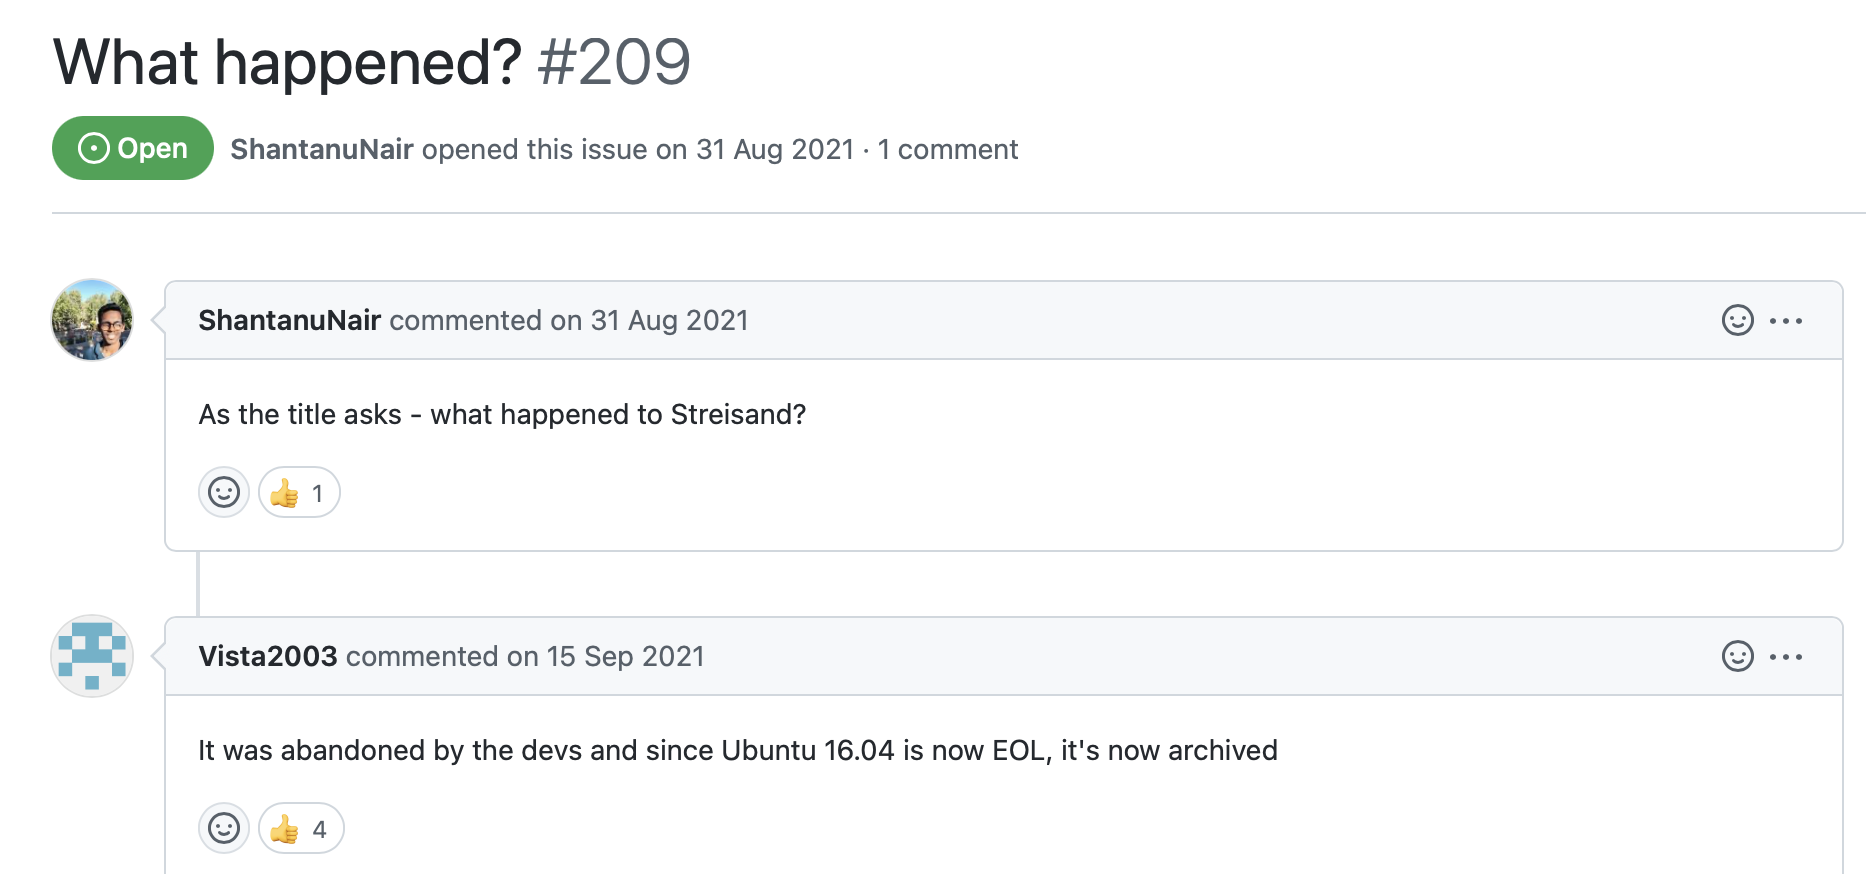 What happened? #209
Open ShantanuNair opened this issue on 31 Aug 2021 · 1 comment
ShantanuNair commented on 31 Aug 2021
As the title asks - what happened to Streisand?
👍 1
Vista2003 commented on 15 Sep 2021
It was abandoned by the devs and since Ubuntu 16.04 is now EOL, it's now archived
👍 4